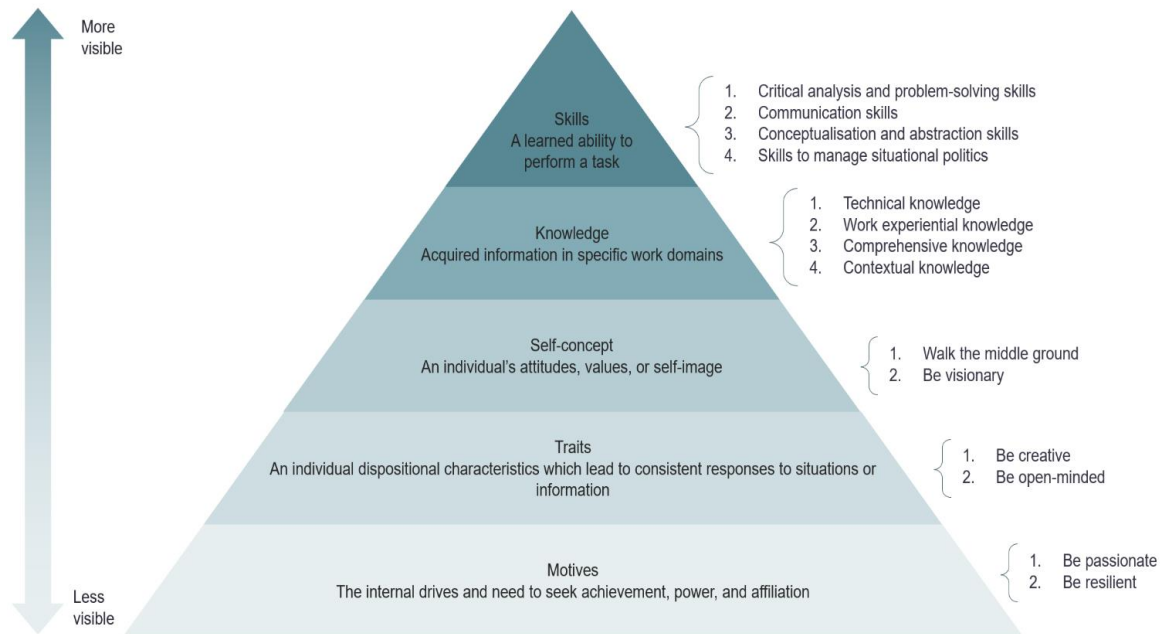 More
visible
Skills
A learned ability to
perform a task
1. Critical analysis and problem-solving skills
2. Communication skills
3. Conceptualisation and abstraction skills
4. Skills to manage situational politics
Knowledge
Acquired information in specific work domains
1. Technical knowledge
2. Work experiential knowledge
3. Comprehensive knowledge
4. Contextual knowledge
Self-concept
An individual's attitudes, values, or self-image
1. Walk the middle ground
2. Be visionary
Traits
An individual dispositional characteristics which lead to consistent responses to situations or
information
1. Be creative
2. Be open-minded
Motives
The internal drives and need to seek achievement, power, and affiliation
1. Be passionate
2. Be resilient
Less
visible